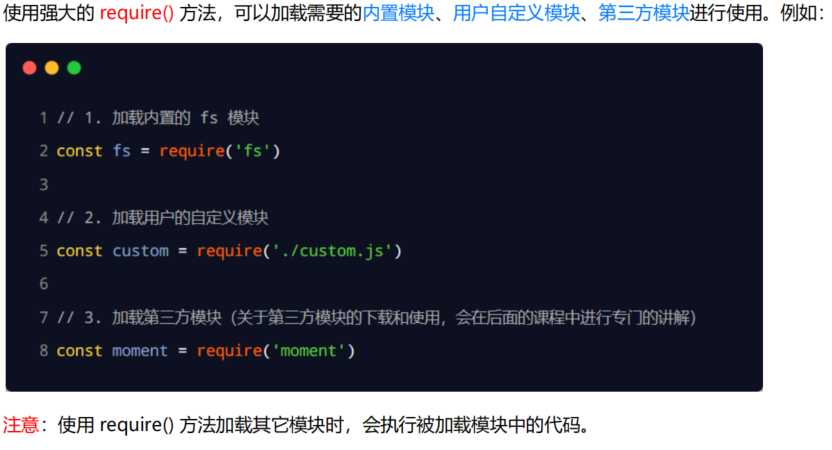 使用强大的 require() 方法，可以加载需要的内置模块、用户自定义模块、第三方模块进行使用。例如：
1 // 1. 加载内置的 fs 模块
2 const fs = require('fs')
3
4 // 2. 加载用户的自定义模块
5 const custom = require('./custom.js')
6
7 // 3. 加载第三方模块（关于第三方模块的下载和使用，会在后面的课程中进行专门的讲解）
8 const moment = require('moment')
注意：使用 require() 方法加载其它模块时，会执行被加载模块中的代码。